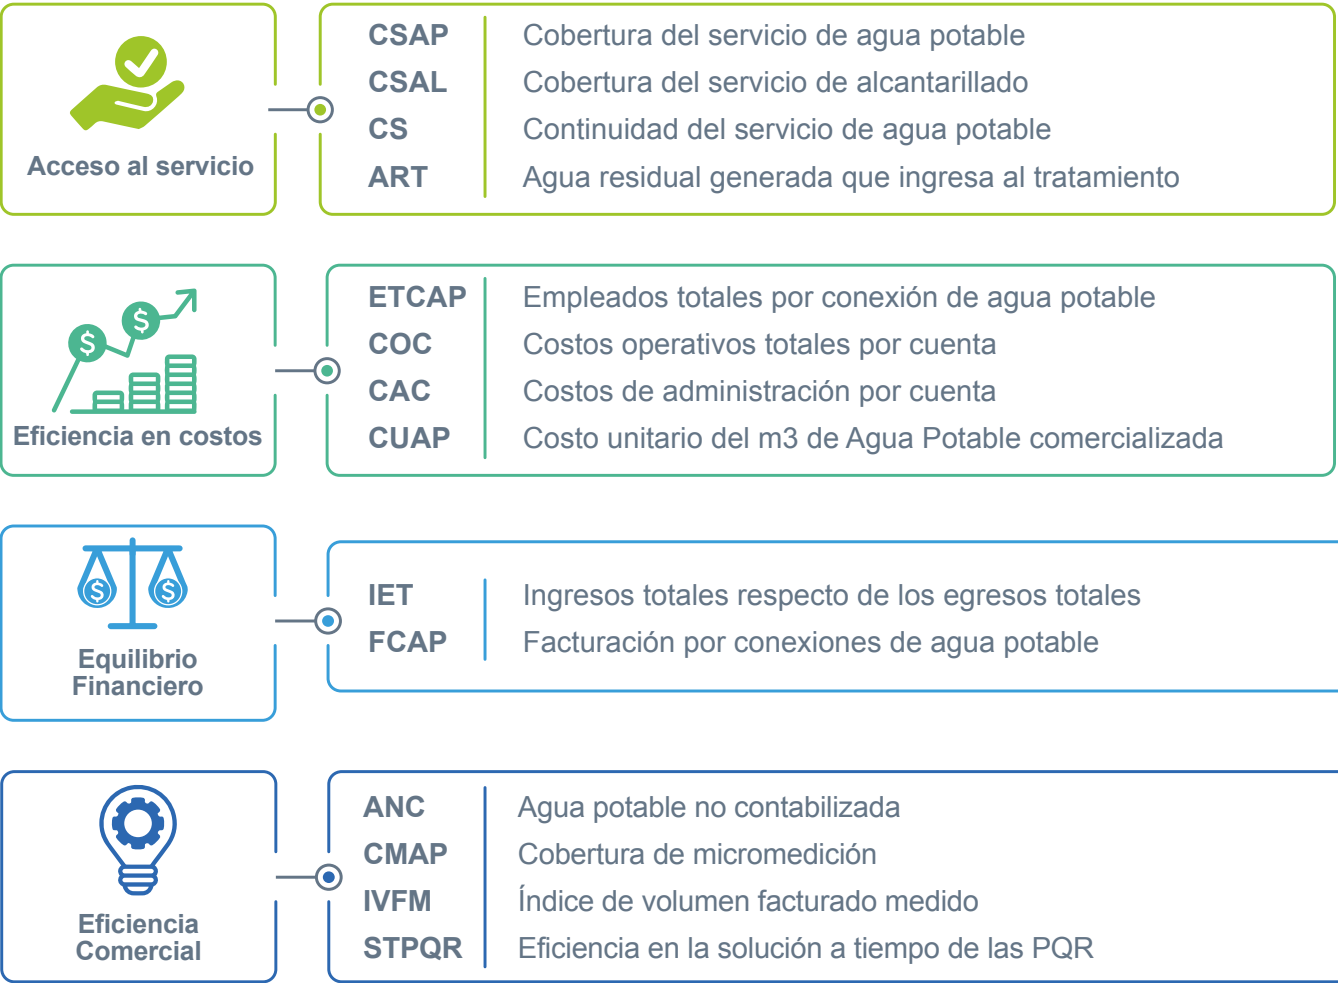 Acceso al servicio
CSAP Cobertura del servicio de agua potable
CSAL Cobertura del servicio de alcantarillado
CS Continuidad del servicio de agua potable
ART Agua residual generada que ingresa al tratamiento
$ $
Eficiencia en costos
ETCAP Empleados totales por conexión de agua potable
COC Costos operativos totales por cuenta
CAC Costos de administración por cuenta
CUAP Costo unitario del m3 de Agua Potable comercializada
$ $
Equilibrio
Financiero
IET Ingresos totales respecto de los egresos totales
FCAP Facturación por conexiones de agua potable
Eficiencia
Comercial
ANC Agua potable no contabilizada
CMAP Cobertura de micromedición
IVFM Índice de volumen facturado medido
STPQR Eficiencia en la solución a tiempo de las PQR